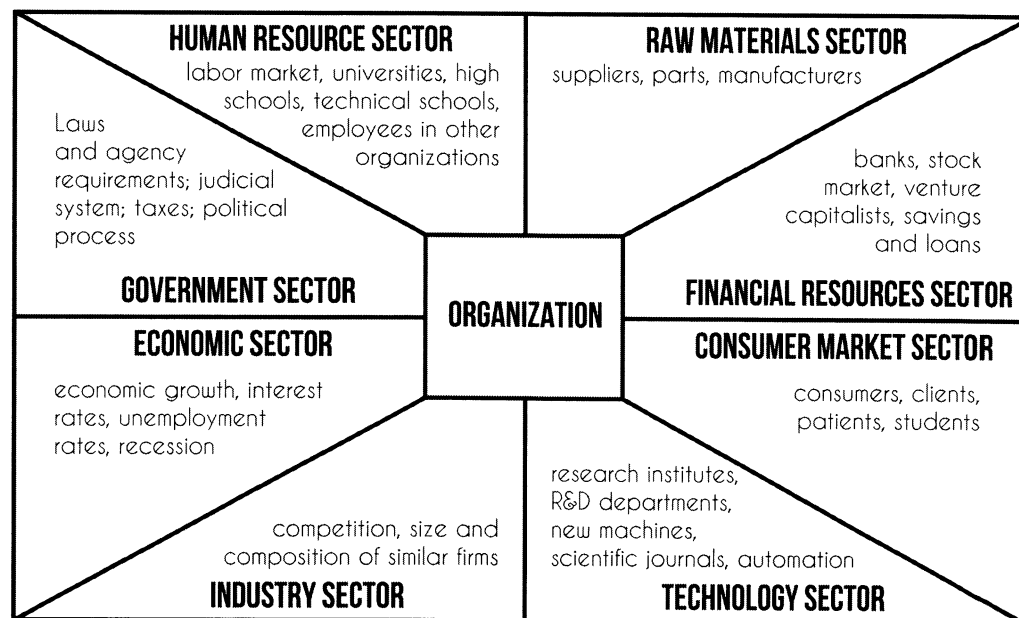 HUMAN RESOURCE SECTOR
labor market, universities, high
schools, technical schools,
employees in other
organizations
RAW MATERIALS SECTOR
suppliers, parts, manufacturers
Laws
and agency
requirements; judicial
system; taxes; political
process
GOVERNMENT SECTOR
banks, stock
market, venture
capitalists, savings
and loans
FINANCIAL RESOURCES SECTOR
ORGANIZATION
ECONOMIC SECTOR
economic growth, interest
rates, unemployment
rates, recession
CONSUMER MARKET SECTOR
consumers, clients,
patients, students
competition, size and
composition of similar firms
INDUSTRY SECTOR
research institutes,
R&D departments,
new machines,
scientific journals, automation
TECHNOLOGY SECTOR